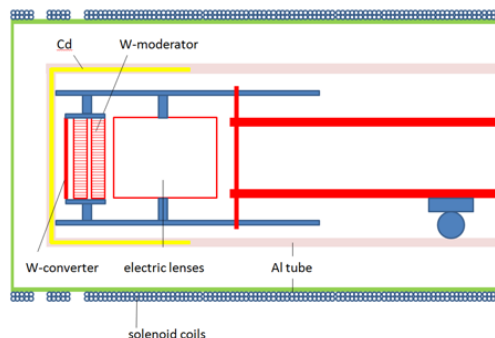 Cd
W-moderator
W-converter
electric lenses
Al tube
solenoid coils